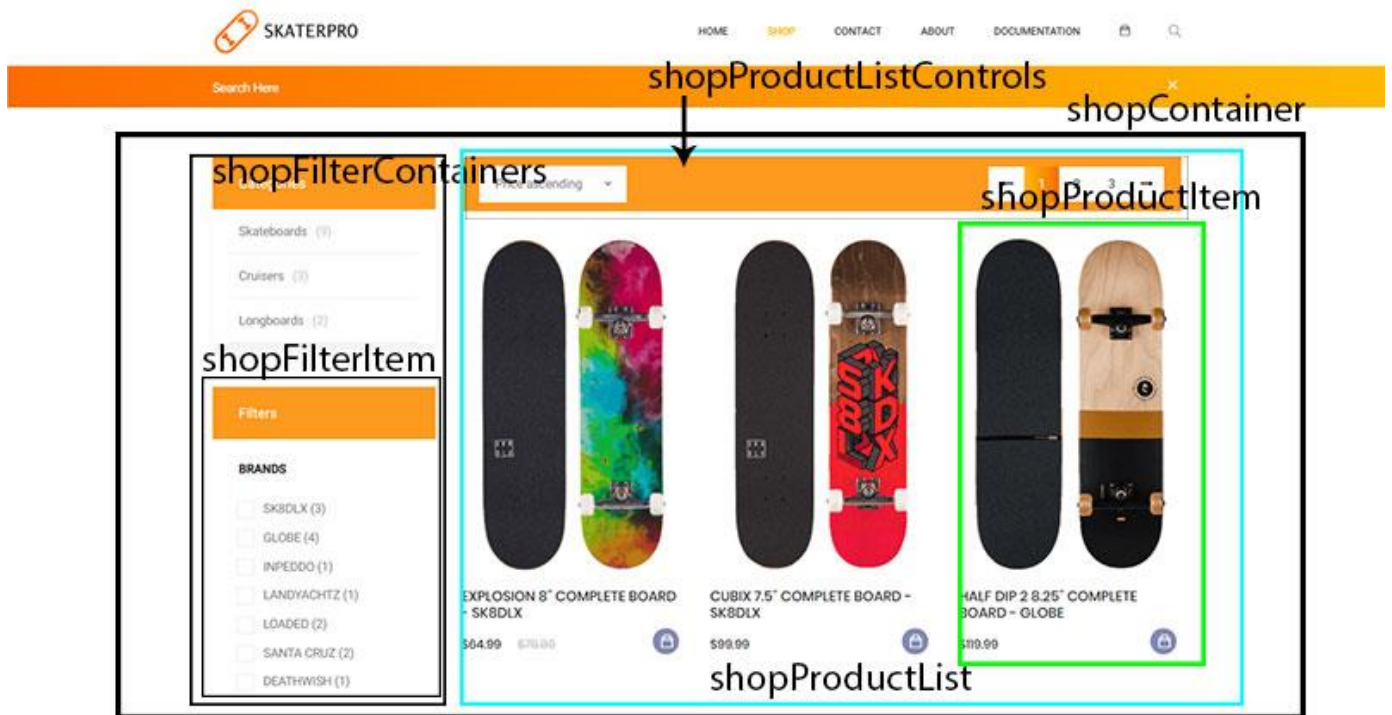 SKATERPRO
HOME SHOP CONTACT ABOUT DOCUMENTATION
Search Here
shopProductListControls
shopContainer
shopFilterContainers
Categories
Price ascending
1 2 3
shopProductItem
Skateboards (9)
Cruisers (3)
Longboards (2)
shopFilterItem
Filters
BRANDS
SK8DLX (3)
GLOBE (4)
INPEDDO (1)
LANDYACHTZ (1)
LOADED (2)
SANTA CRUZ (2)
DEATHWISH (1)
EXPLOSION 8" COMPLETE BOARD
- SK8DLX
$64.99 $79.99
CUBIX 7.5" COMPLETE BOARD -
SK8DLX
$99.99
HALF DIP 2 8.25" COMPLETE
BOARD - GLOBE
$119.99
shopProductList